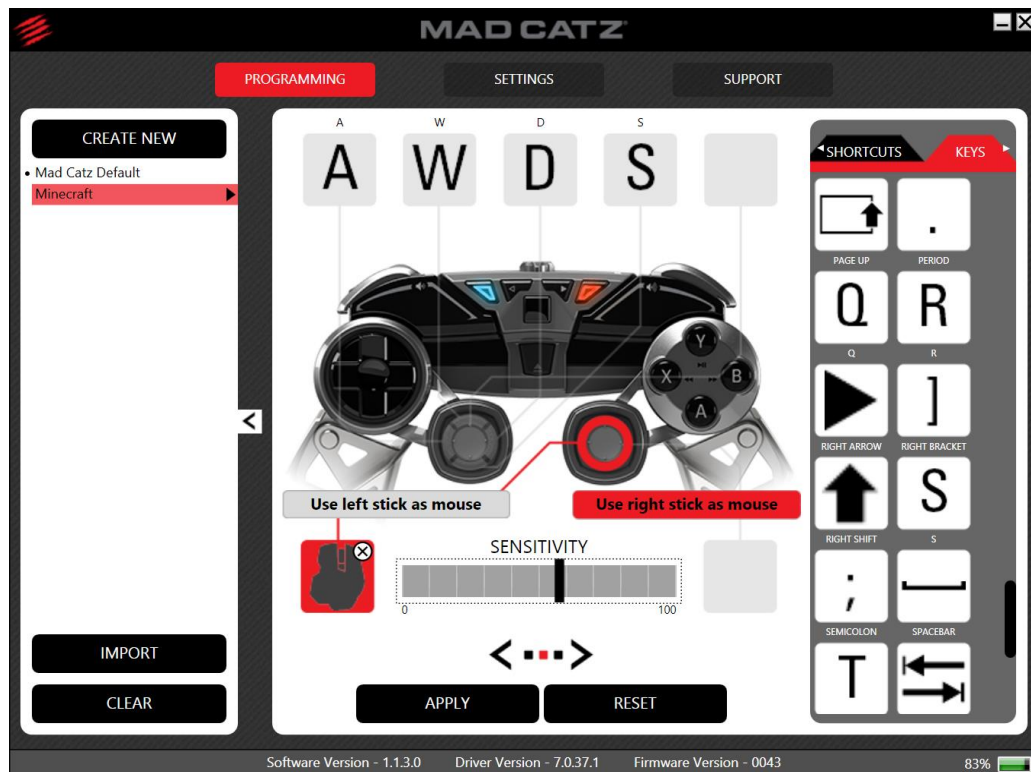 MAD CATZ
PROGRAMMING SETTINGS SUPPORT
CREATE NEW
• Mad Catz Default
Minecraft
IMPORT
CLEAR
A W D S
A W D S
Y
X B
A
Use left stick as mouse
Use right stick as mouse
SENSITIVITY
0 100
APPLY RESET
SHORTCUTS KEYS
.
PAGE UP PERIOD
Q R
Q R
]
RIGHT ARROW RIGHT BRACKET
S
RIGHT SHIFT S
;
SEMICOLON SPACEBAR
T
Software Version - 1.1.3.0 Driver Version - 7.0.37.1 Firmware Version - 0043 83%